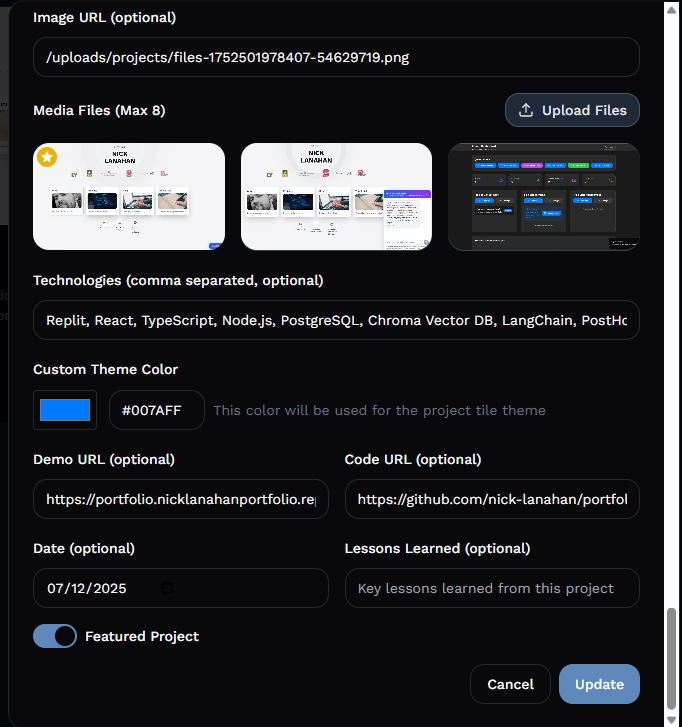 Image URL (optional)
/uploads/projects/files-1752501978407-54629719.png
Media Files (Max 8)
Upload Files
NICK
LANAHAN
NICK
LANAHAN
Technologies (comma separated, optional)
Replit, React, TypeScript, Node.js, PostgreSQL, Chroma Vector DB, LangChain, PostHo
Custom Theme Color
#007AFF
This color will be used for the project tile theme
Demo URL (optional)
Code URL (optional)
https://portfolio.nicklanahanportfolio.re
https://github.com/nick-lanahan/portfol
Date (optional)
Lessons Learned (optional)
07/12/2025
Key lessons learned from this project
Featured Project
Cancel
Update